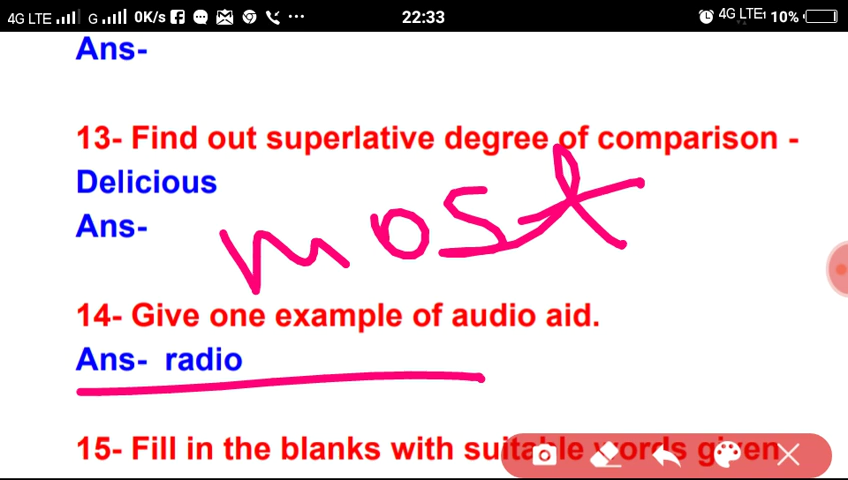 4G LTE G 0K/s 22:33 4G LTE1 10%
Ans-
13- Find out superlative degree of comparison -
Delicious
Ans-
most
14- Give one example of audio aid.
Ans- radio
15- Fill in the blanks with suitable words given